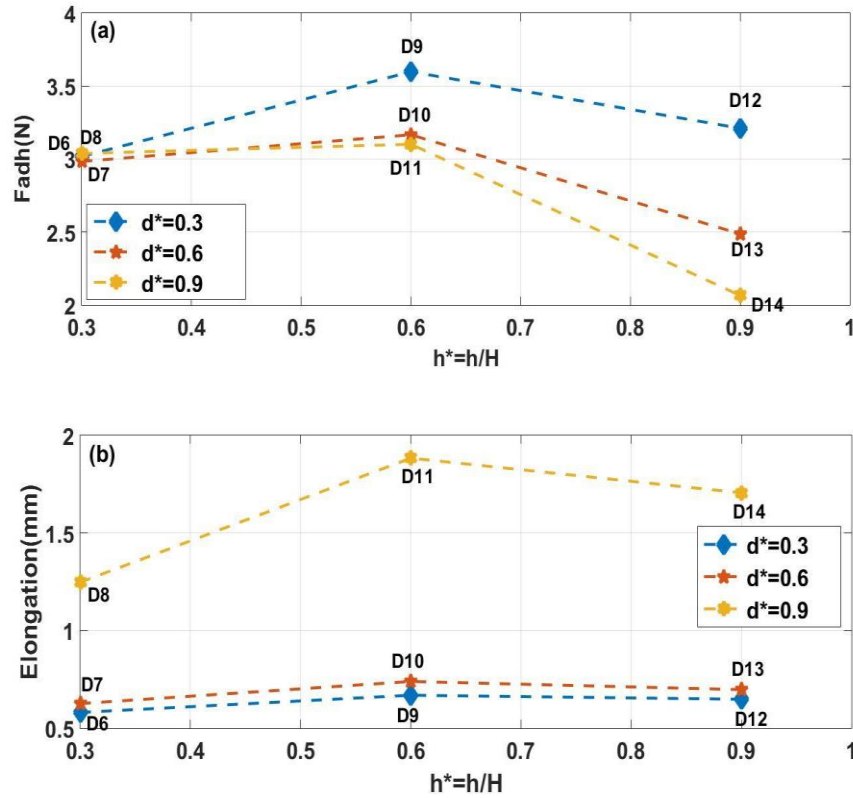 (a)
Fadh(N)
4
3.5
3
2.5
2
D9
D12
D10
D6 D8
D7
D11
D13
D14
d*=0.3
d*=0.6
d*=0.9
0.3 0.4 0.5 0.6 0.7 0.8 0.9 1
h*=h/H
(b)
Elongation(mm)
2
1.5
1
0.5
D11
D14
D8
d*=0.3
d*=0.6
d*=0.9
D7
D10
D13
D6
D9
D12
0.3 0.4 0.5 0.6 0.7 0.8 0.9 1
h*=h/H